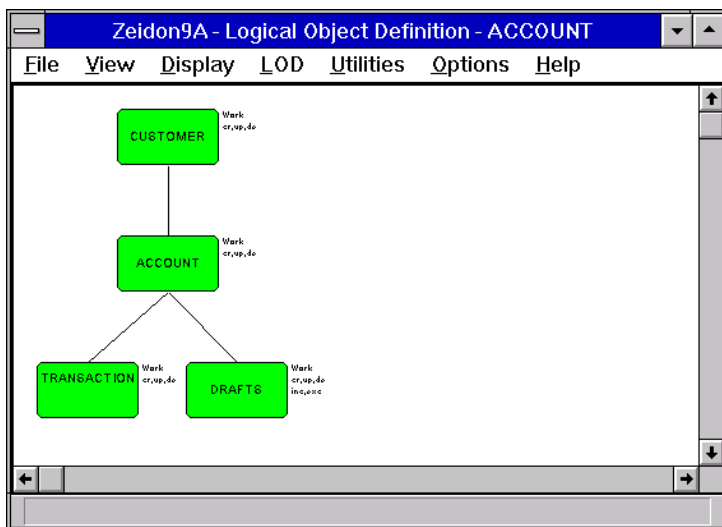 Zeidon9A - Logical Object Definition - ACCOUNT
File View Display LOD Utilities Options Help
CUSTOMER
Work
cr,up,de
ACCOUNT
Work
cr,up,de
TRANSACTION
Work
cr,up,de
DRAFTS
Work
cr,up,de
inc,exc